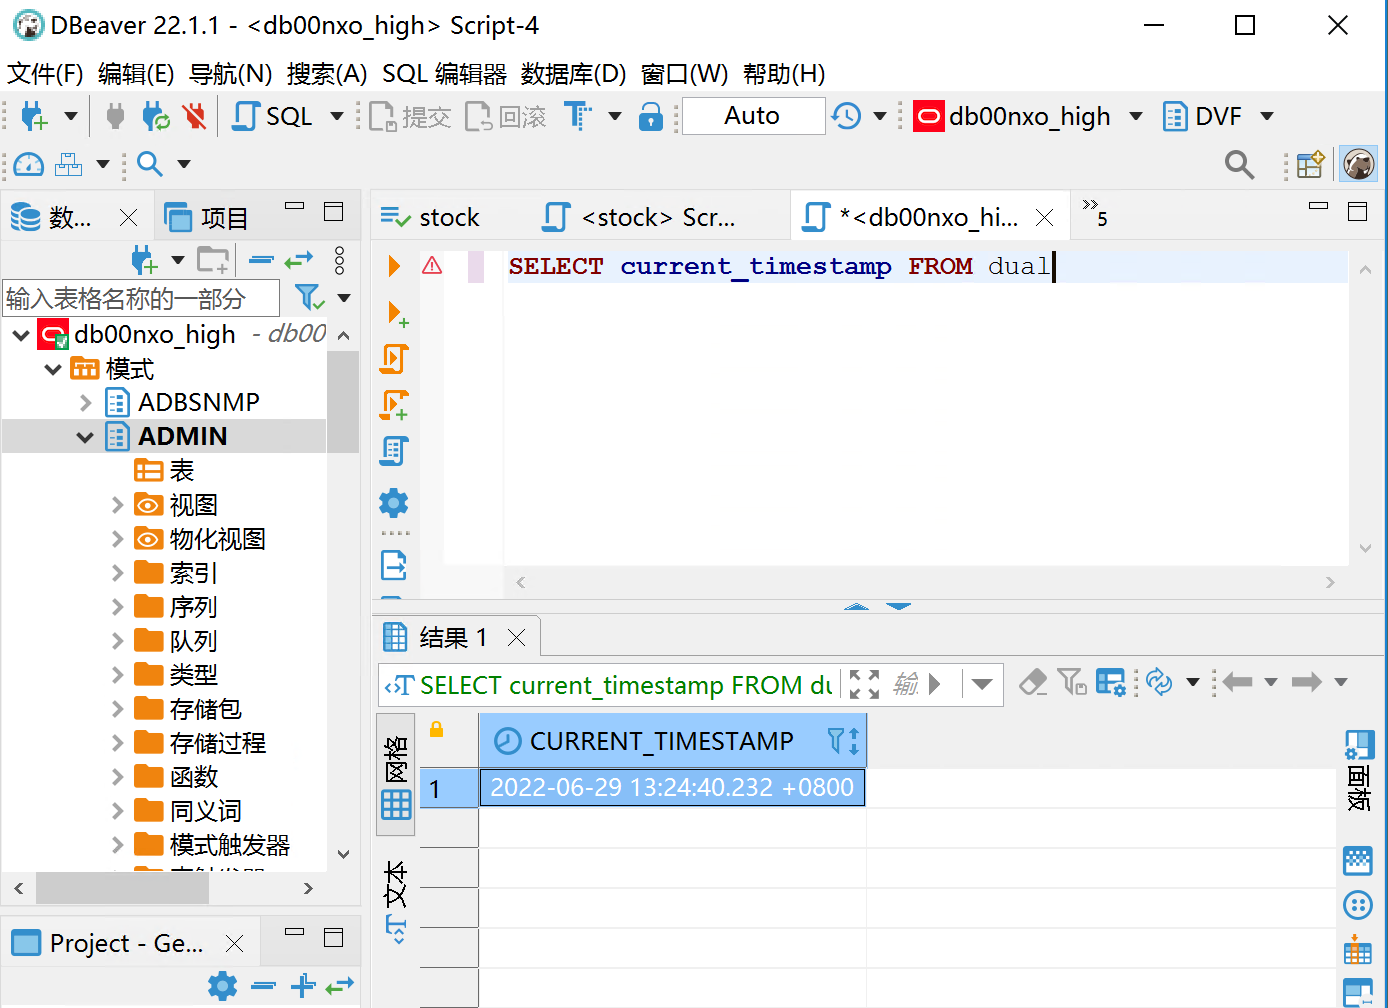 DBeaver 22.1.1 - <db00nxo_high> Script-4
文件(F) 编辑(E) 导航(N) 搜索(A) SQL 编辑器 数据库(D) 窗口(W) 帮助(H)
SQL 提交 回滚 T Auto db00nxo_high DVF
数... 项目
stock <stock> Scr... *<db00nxo_hi... »5
SELECT current_timestamp FROM dual
输入表格名称的一部分
db00nxo_high - db00
模式
ADBSNMP
ADMIN
表
视图
物化视图
索引
序列
队列
类型
存储包
存储过程
函数
同义词
模式触发器
Project - Ge...
结果 1
SELECT current_timestamp FROM du
输
网格
文本
CURRENT_TIMESTAMP
1 2022-06-29 13:24:40.232 +0800
面板